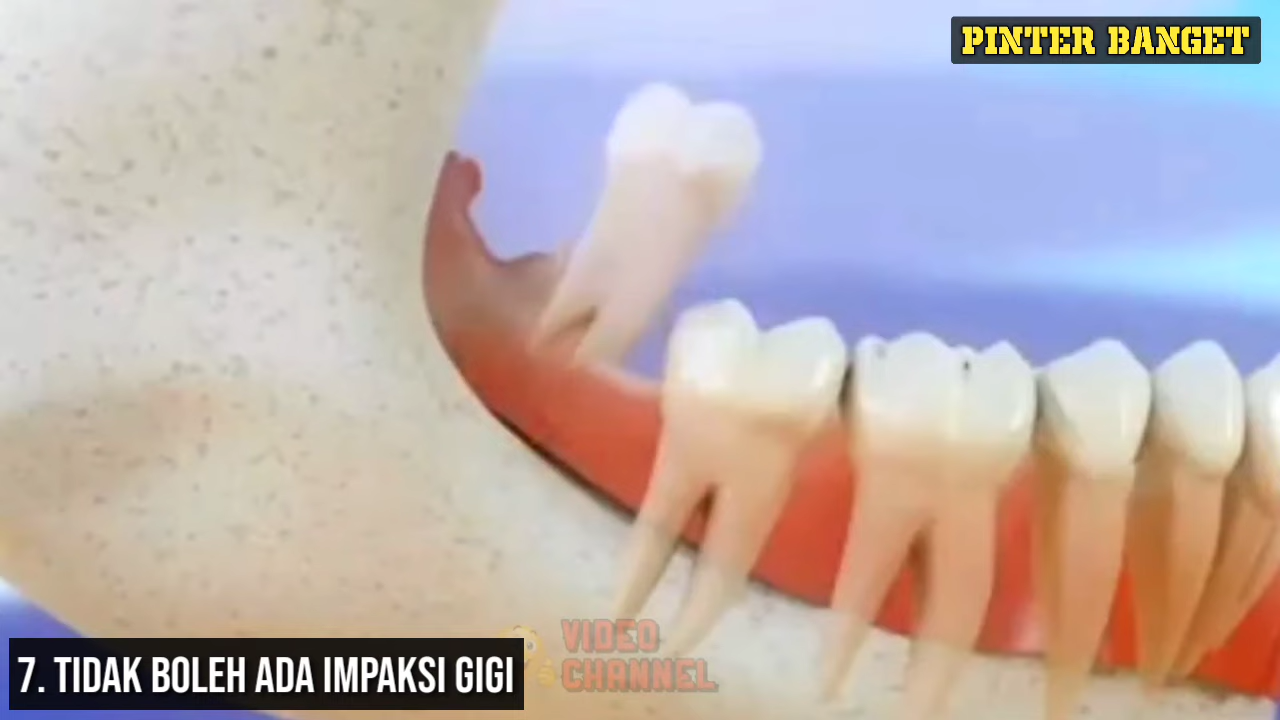 PINTER BANGET
VIDEO
CHANNEL
7. TIDAK BOLEH ADA IMPAKSI GIGI